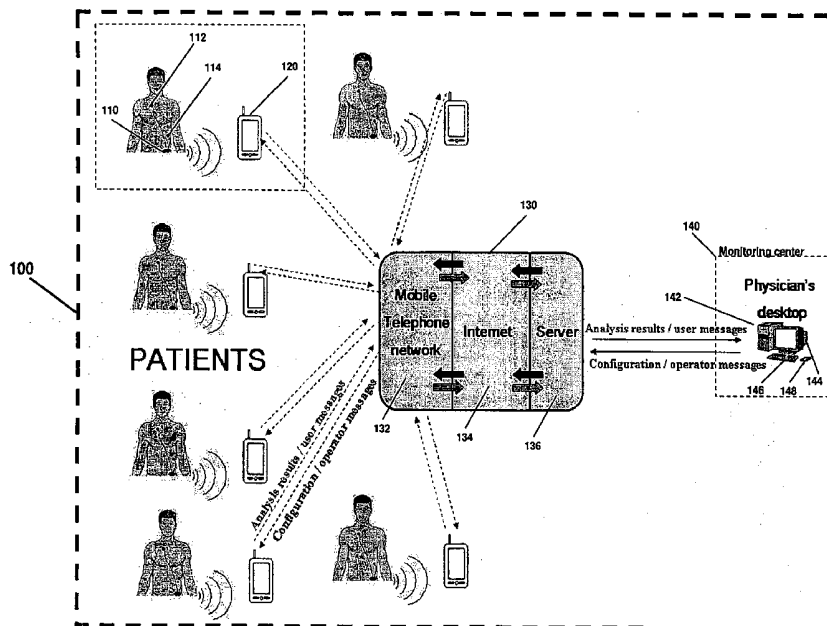 112
114
120
110
130
140
Monitoring center
100
Physician's
desktop
142
Mobile
Telephone
network
Internet
Server
Analysis results / user messages
Configuration / operator messages
146
148
144
PATIENTS
132
134
136
Analysis results / user messages
Configuration / operator messages